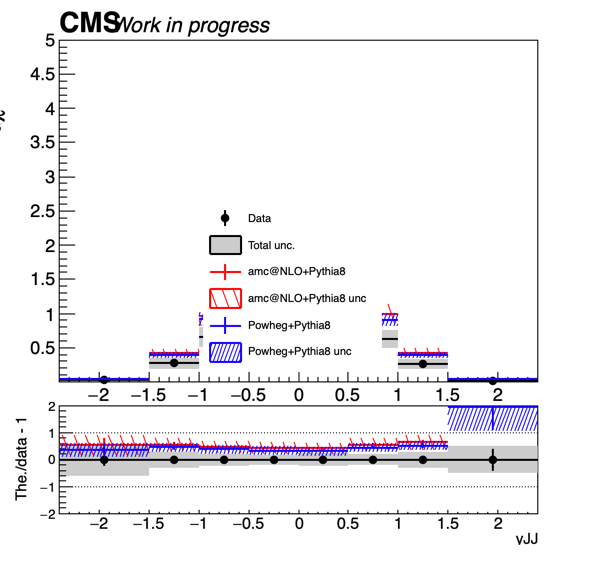 CMS Work in progress
5
4.5
4
3.5
3
2.5
2
1.5
1
0.5
Data
Total unc.
amc@NLO+Pythia8
amc@NLO+Pythia8 unc
Powheg+Pythia8
Powheg+Pythia8 unc
−2 −1.5 −1 −0.5 0 0.5 1 1.5 2
The./data - 1
2
1
0
−1
−2
−2 −1.5 −1 −0.5 0 0.5 1 1.5 2
yJJ